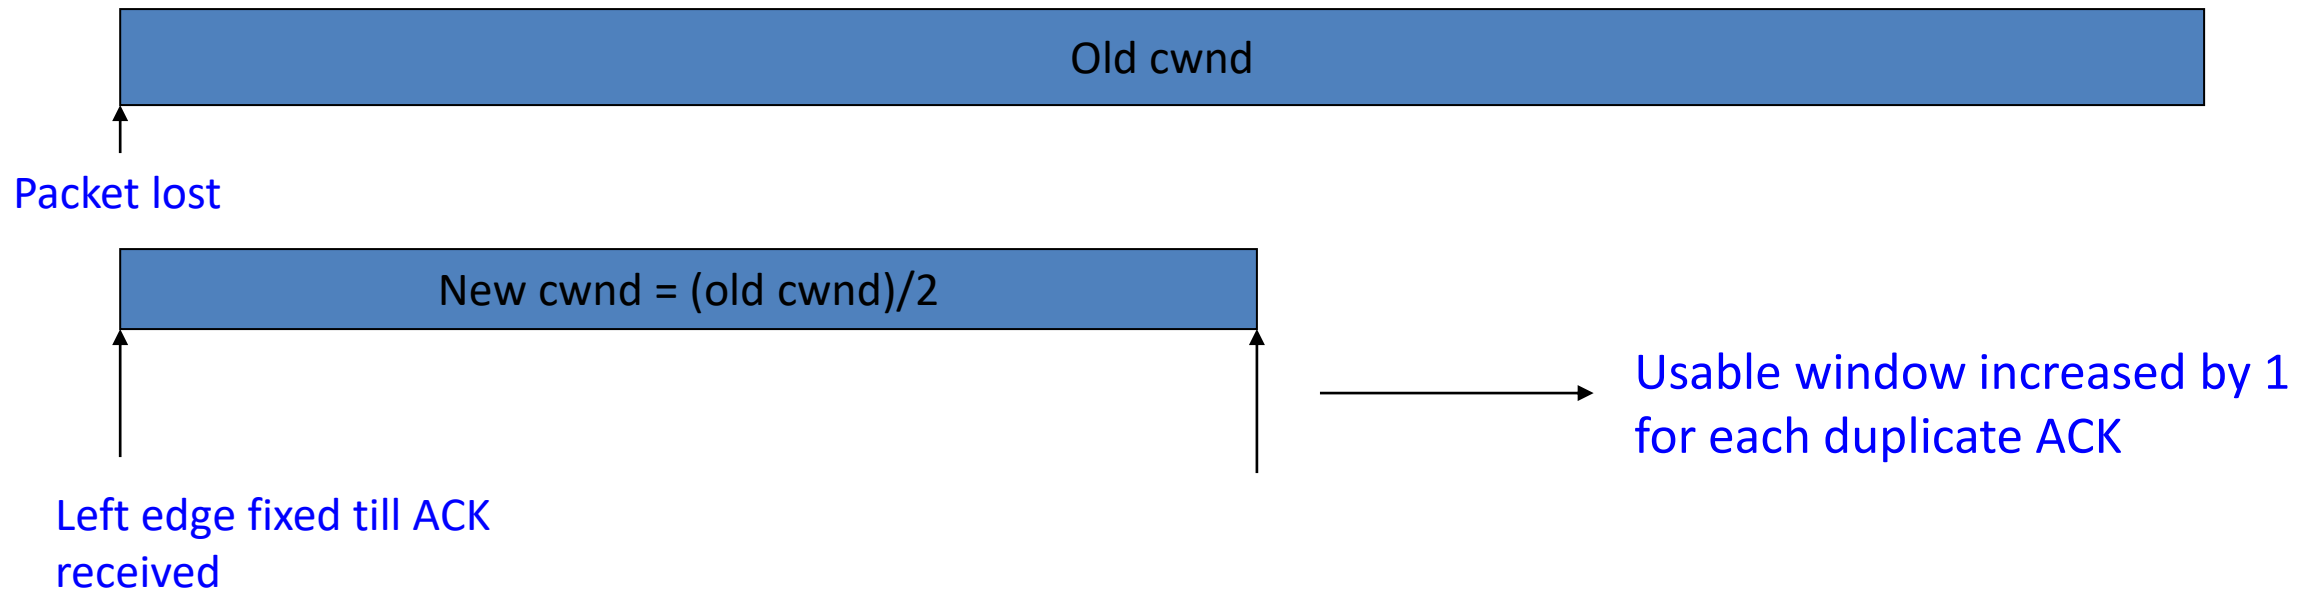 Old cwnd
Packet lost
New cwnd = (old cwnd)/2
Usable window increased by 1
for each duplicate ACK
Left edge fixed till ACK
received